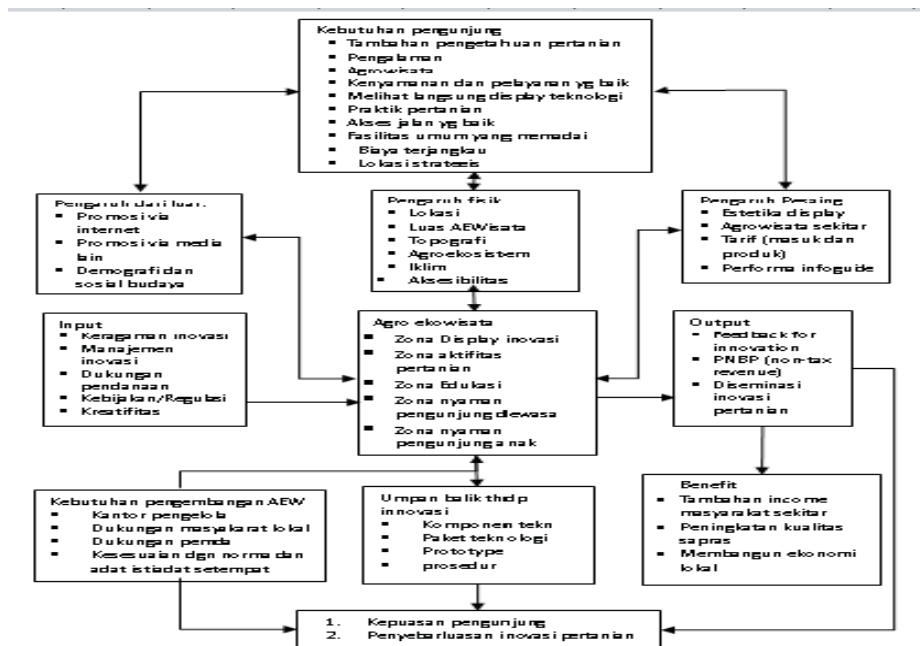 Kebutuhan pengunjung
Tambahan pengetahuan pertanian
Pengalaman
Agrowisata
Kenyamanan dan pelayanan yg baik
Melihat langsung display teknologi
Praktik pertanian
Akses jalan yg baik
Fasilitas umum yang memadai
Biaya terjangkau
Lokasi strategis
Pengaruh dari luar:
Promosi via
internet
Promosi via media
lain
Demografi dan
sosial budaya
Pengaruh fisik
Lokasi
Luas AEWisata
Topografi
Agroekosistem
Iklim
Aksesibilitas
Pengaruh Pesaing
Estetika display
Agrowisata sekitar
Tarif (masuk dan
produk)
Performa infoguide
Input
Keragaman inovasi
Manajemen
inovasi
Dukungan
pendanaan
Kebijakan/Regulasi
Kreatifitas
Agro ekowisata
Zona Display inovasi
Zona aktifitas
pertanian
Zona Edukasi
Zona nyaman
pengunjung dewasa
Zona nyaman
pengunjung anak
Output
Feedback for
innovation
PNBP (non-tax
revenue)
Diseminasi
inovasi
pertanian
Kebutuhan pengembangan AEW
Kantor pengelola
Dukungan masyakarat lokal
Dukungan pemda
Kesesuaian dgn norma dan
adat istiadat setempat
Umpan balik thdp
innovasi
Komponen tekn
Paket teknologi
Prototype
prosedur
Benefit
Tambahan income
masyarakat sekitar
Peningkatan kualitas
sapras
Membangun ekonomi
lokal
1. Kepuasan pengunjung
2. Penyebarluasan inovasi pertanian